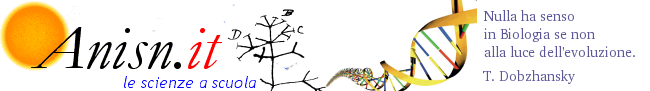 Anisn.it
le scienze a scuola
B
D
C
Nulla ha senso
in Biologia se non
alla luce dell'evoluzione.
T. Dobzhansky